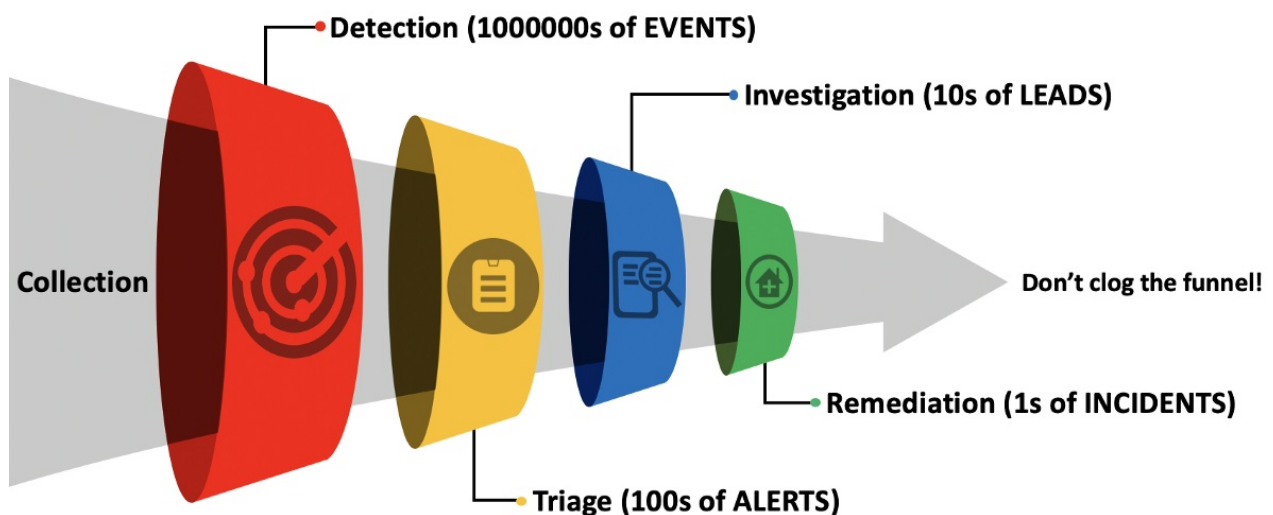 Detection (1000000s of EVENTS)
Investigation (10s of LEADS)
Collection
Don’t clog the funnel!
Remediation (1s of INCIDENTS)
Triage (100s of ALERTS)